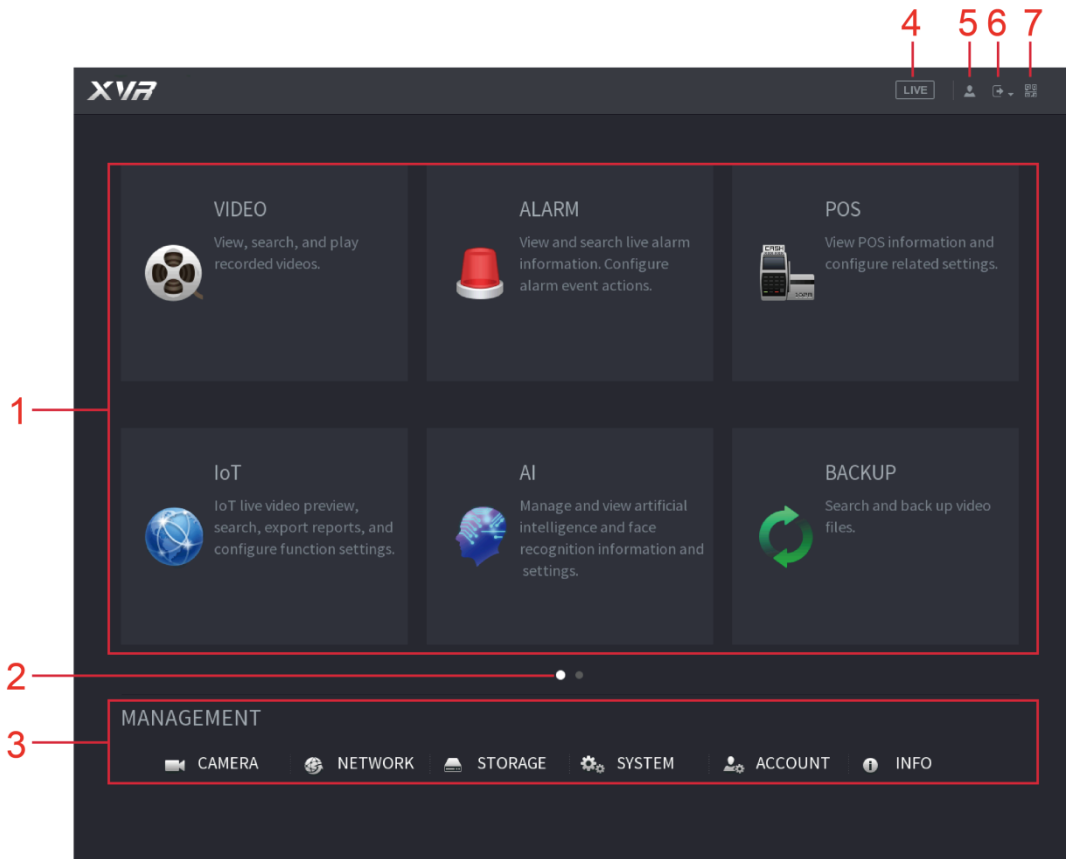 4 5 6 7
XVR
LIVE
VIDEO
View, search, and play
recorded videos.
ALARM
View and search live alarm
information. Configure
alarm event actions.
POS
View POS information and
configure related settings.
CASH
1
IoT
IoT live video preview,
search, export reports, and
configure function settings.
AI
Manage and view artificial
intelligence and face
recognition information and
settings.
BACKUP
Search and back up video
files.
2
3
MANAGEMENT
CAMERA NETWORK STORAGE SYSTEM ACCOUNT INFO